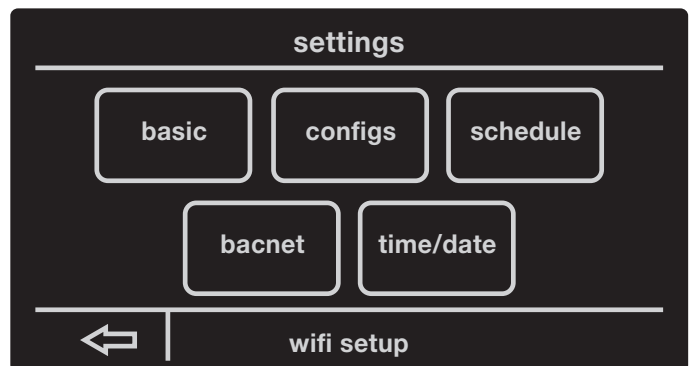 settings
basic configs schedule
bacnet time/date
wifi setup